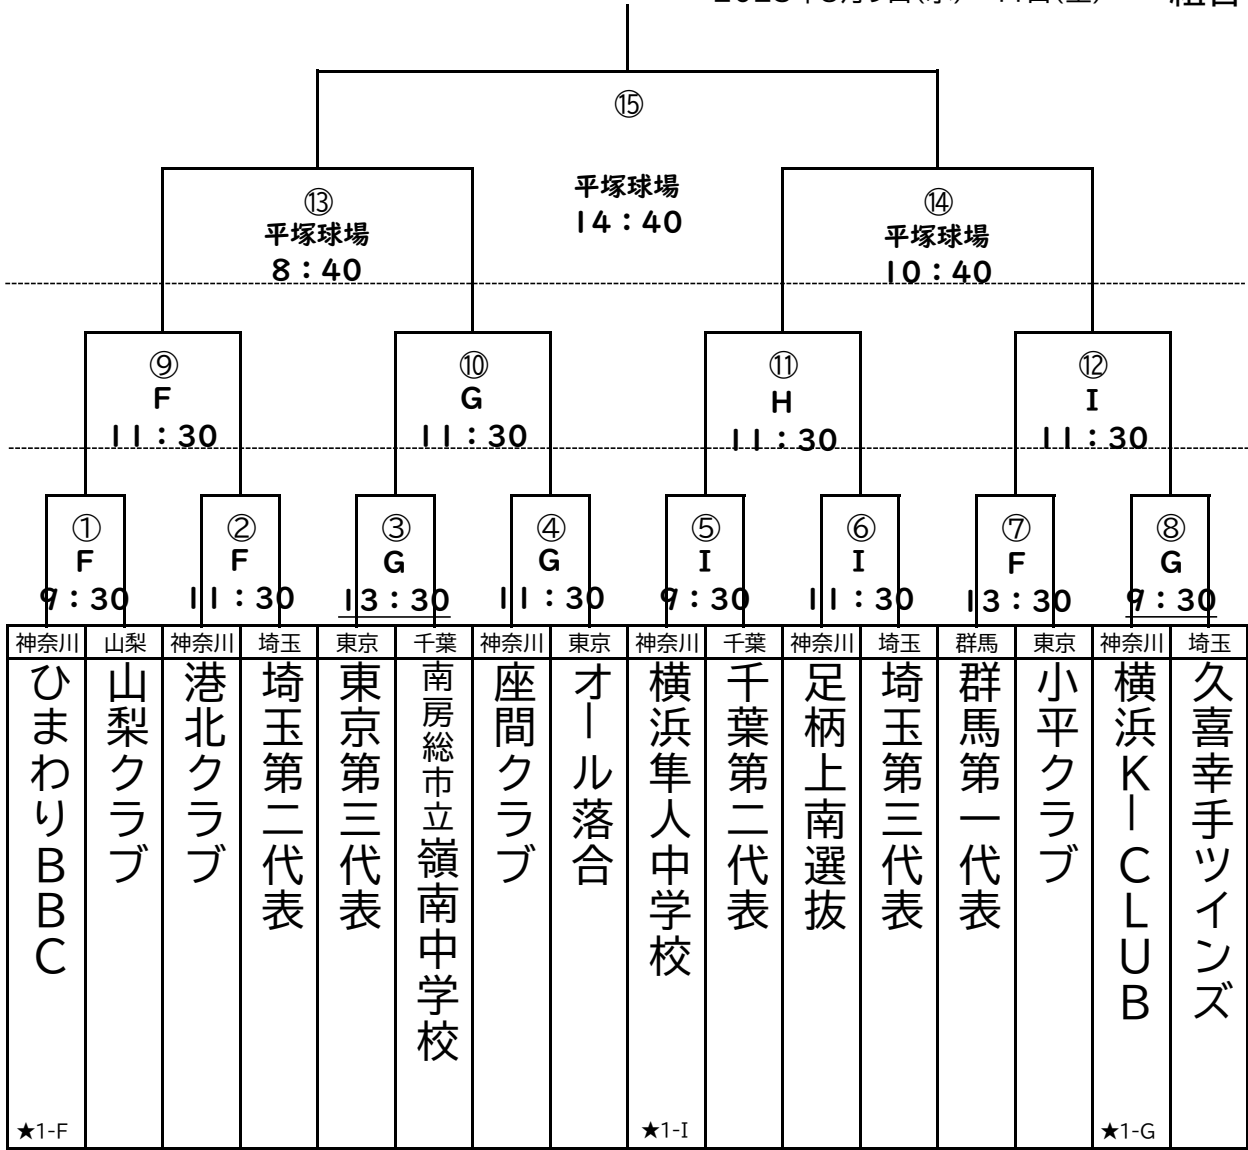 ⑮
平塚球場
14：40
⑬
平塚球場
8：40
⑭
平塚球場
10：40
⑨
F
11：30
⑩
G
11：30
⑪
H
11：30
⑫
I
11：30
①
F
9：30
②
F
11：30
③
G
13：30
④
G
11：30
⑤
I
9：30
⑥
I
11：30
⑦
F
13：30
⑧
G
9：30
神奈川
ひまわりBBC
★1-F
山梨
山梨クラブ
神奈川
港北クラブ
埼玉
埼玉第二代表
東京
東京第三代表
千葉
南房総市立嶺南中学校
神奈川
座間クラブ
東京
オール落合
神奈川
横浜隼人中学校
★1-I
千葉
千葉第二代表
神奈川
足柄上南選抜
埼玉
埼玉第三代表
群馬
群馬第一代表
東京
小平クラブ
神奈川
横浜KーCLUB
★1-G
埼玉
久喜幸手ツインズ